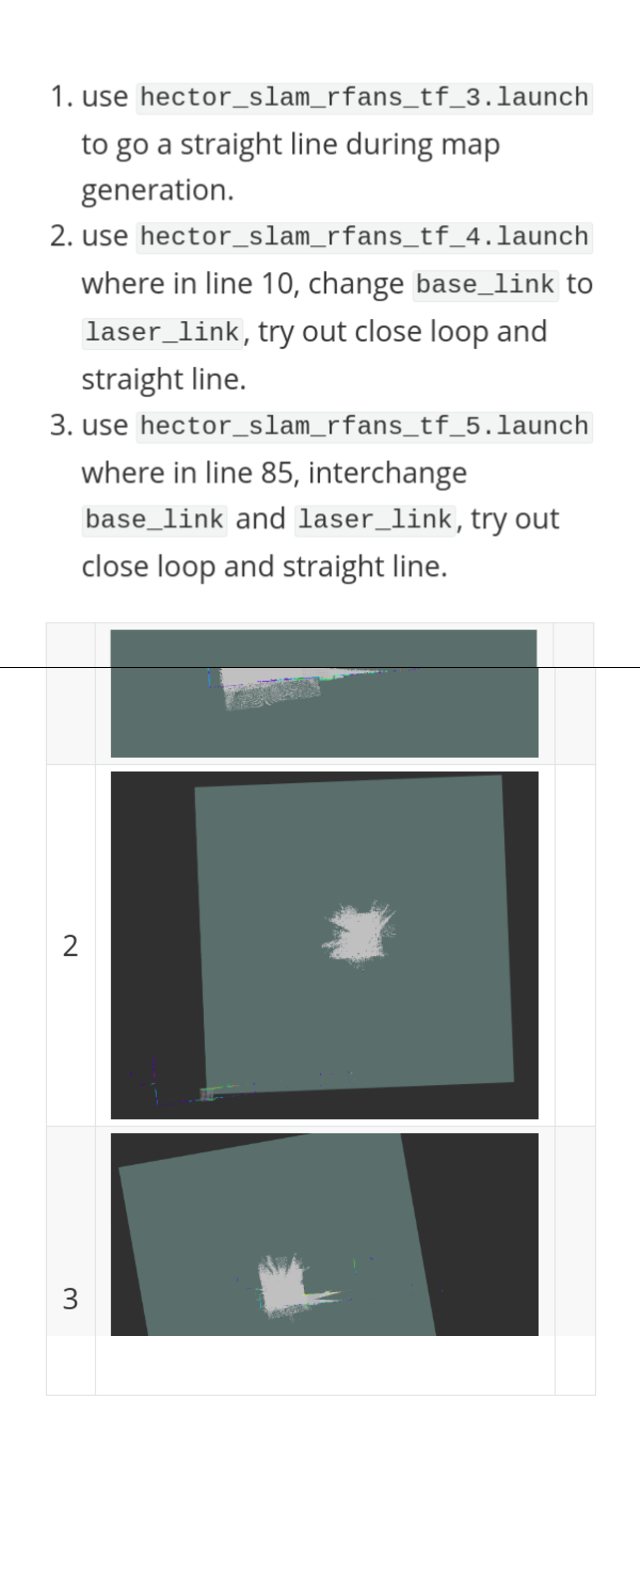 1. use hector_slam_rfans_tf_3.launch
to go a straight line during map
generation.
2. use hector_slam_rfans_tf_4.launch
where in line 10, change base_link to
laser_link, try out close loop and
straight line.
3. use hector_slam_rfans_tf_5.launch
where in line 85, interchange
base_link and laser_link, try out
close loop and straight line.
2
3